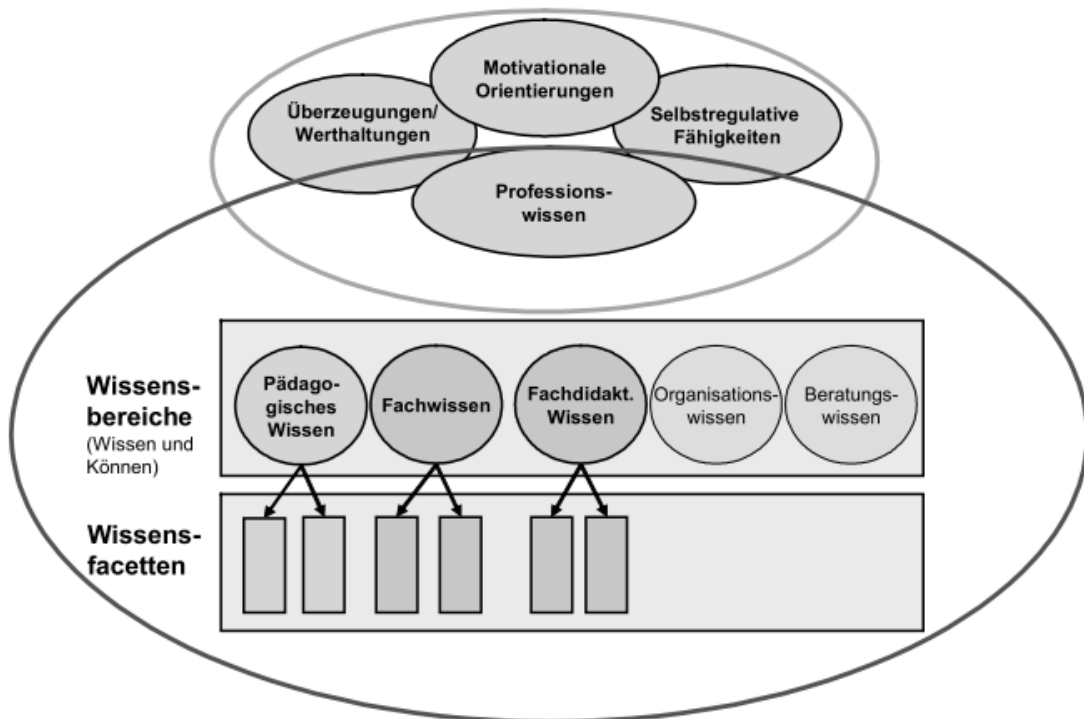 Motivationale
Orientierungen
Überzeugungen/
Werthaltungen
Selbstregulative
Fähigkeiten
Professions-
wissen
Wissens-
bereiche
(Wissen und
Können)
Pädago-
gisches
Wissen
Fachwissen
Fachdidakt.
Wissen
Organisations-
wissen
Beratungs-
wissen
Wissens-
facetten